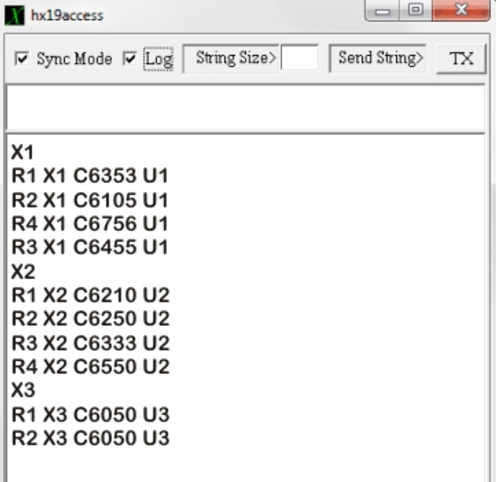 hx19access
Sync Mode Log String Size> Send String> TX
X1
R1 X1 C6353 U1
R2 X1 C6105 U1
R4 X1 C6756 U1
R3 X1 C6455 U1
X2
R1 X2 C6210 U2
R2 X2 C6250 U2
R3 X2 C6333 U2
R4 X2 C6550 U2
X3
R1 X3 C6050 U3
R2 X3 C6050 U3